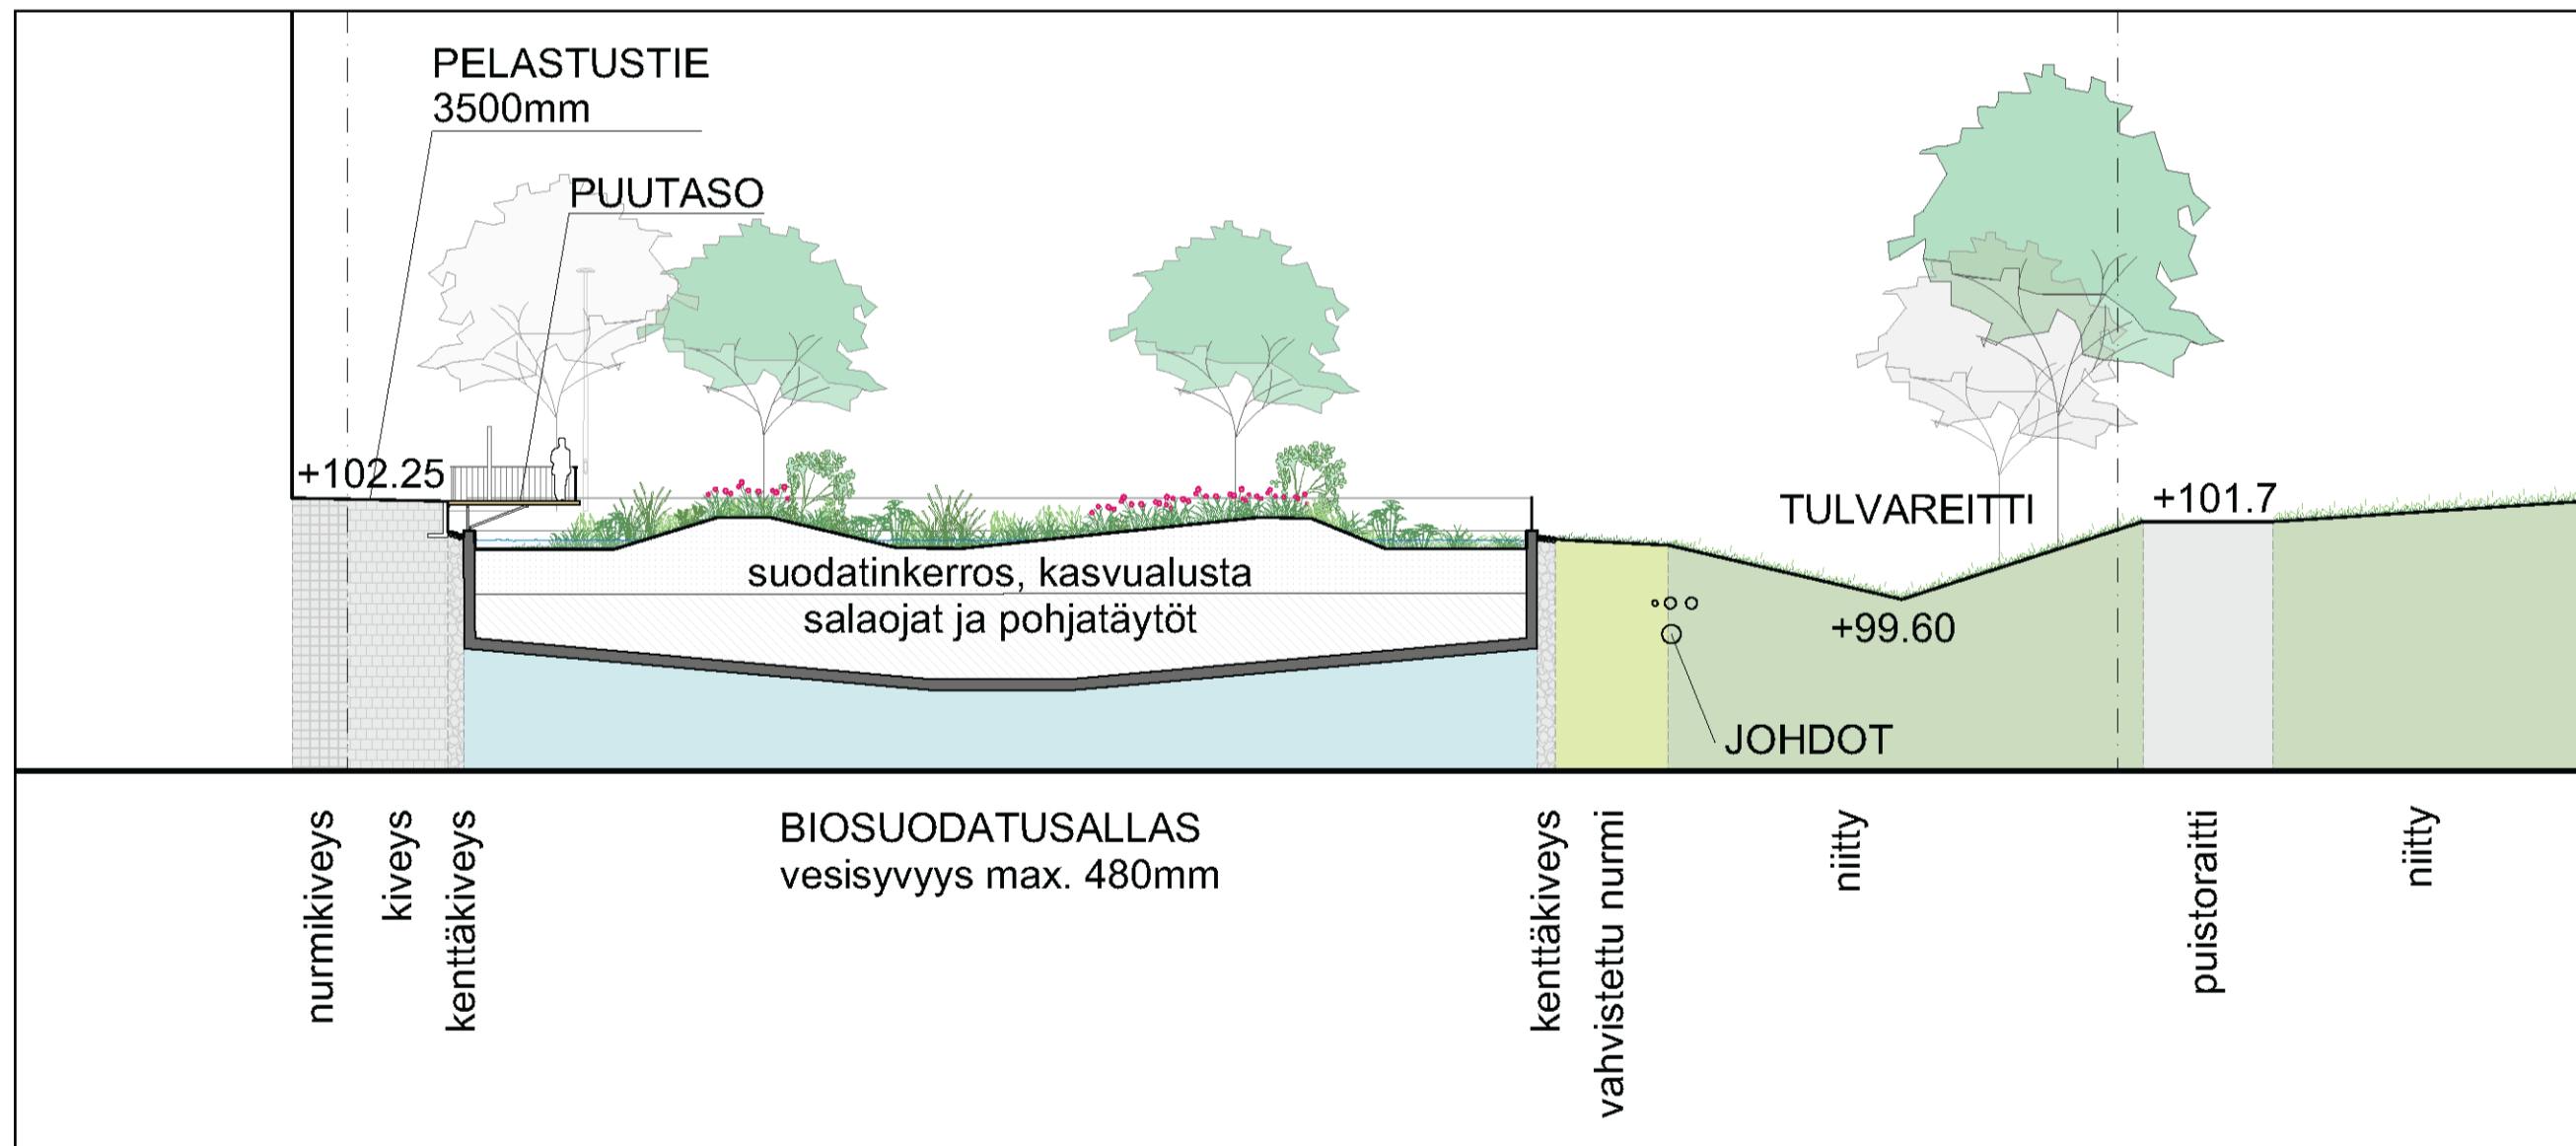 PELASTUSTIE
3500mm
PUUTASO
+102.25
TULVAREITTI
+101.7
suodatinkerros, kasvualusta
salaojat ja pohjatäytöt
+99.60
JOHDOT
nurmikiveys
kiveys
kenttäkiveys
BIOSUODATUSALLAS
vesisyvyys max. 480mm
kenttäkiveys
vahvistettu nurmi
niitty
puistoraitti
niitty